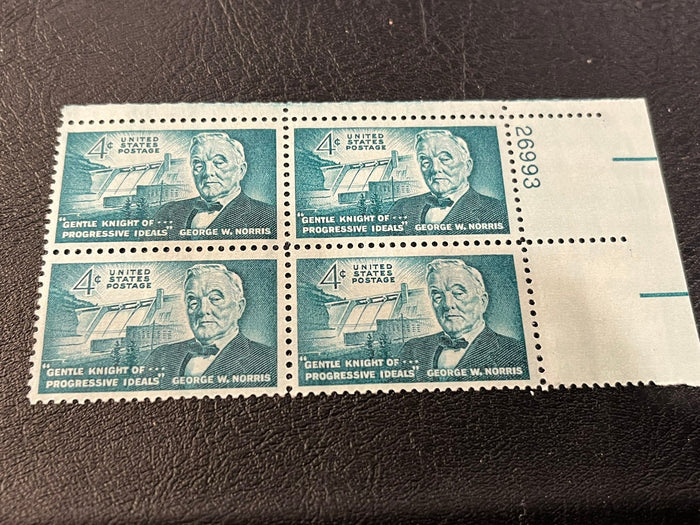 4¢ UNITED
STATES
POSTAGE
"GENTLE KNIGHT OF ···
PROGRESSIVE IDEALS" GEORGE W. NORRIS
4¢ UNITED
STATES
POSTAGE
"GENTLE KNIGHT OF ···
PROGRESSIVE IDEALS" GEORGE W. NORRIS
26993
4¢ UNITED
STATES
POSTAGE
"GENTLE KNIGHT OF ···
PROGRESSIVE IDEALS" GEORGE W. NORRIS
4¢ UNITED
STATES
POSTAGE
"GENTLE KNIGHT OF ···
PROGRESSIVE IDEALS" GEORGE W. NORRIS